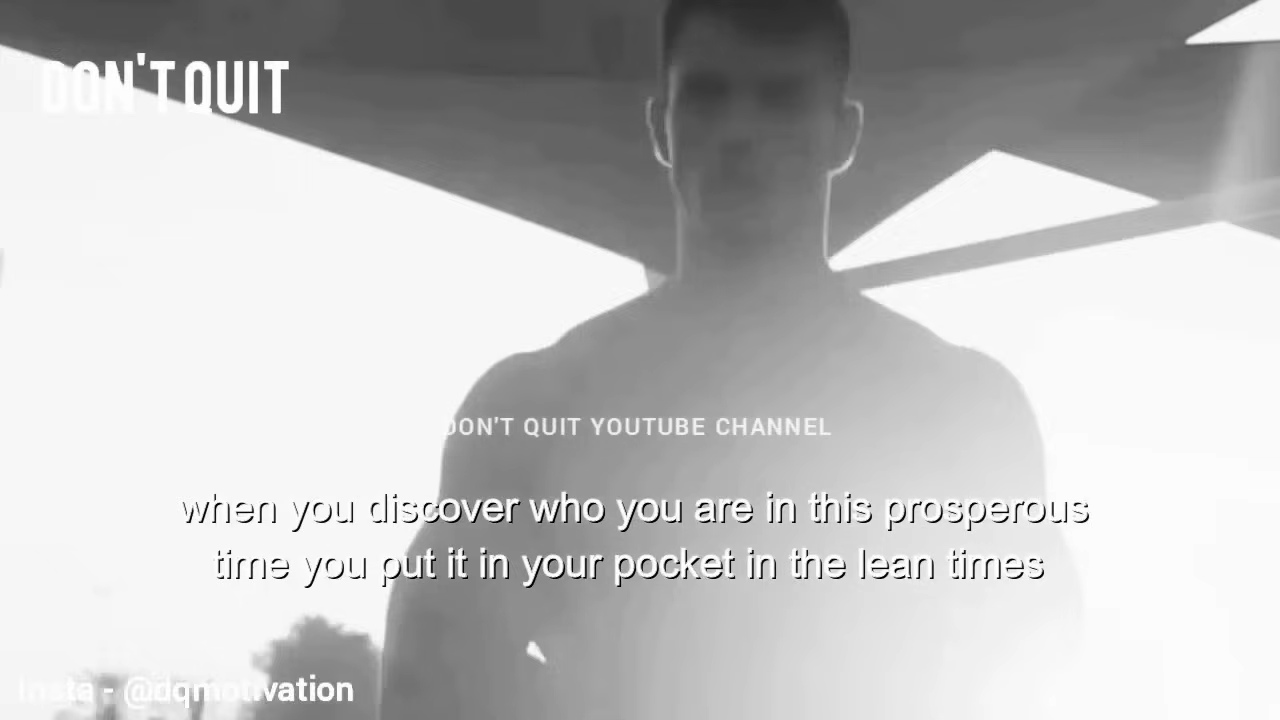 DON'T QUIT
DON'T QUIT YOUTUBE CHANNEL
when you discover who you are in this prosperous
time you put it in your pocket in the lean times
Insta - @dqmotivation